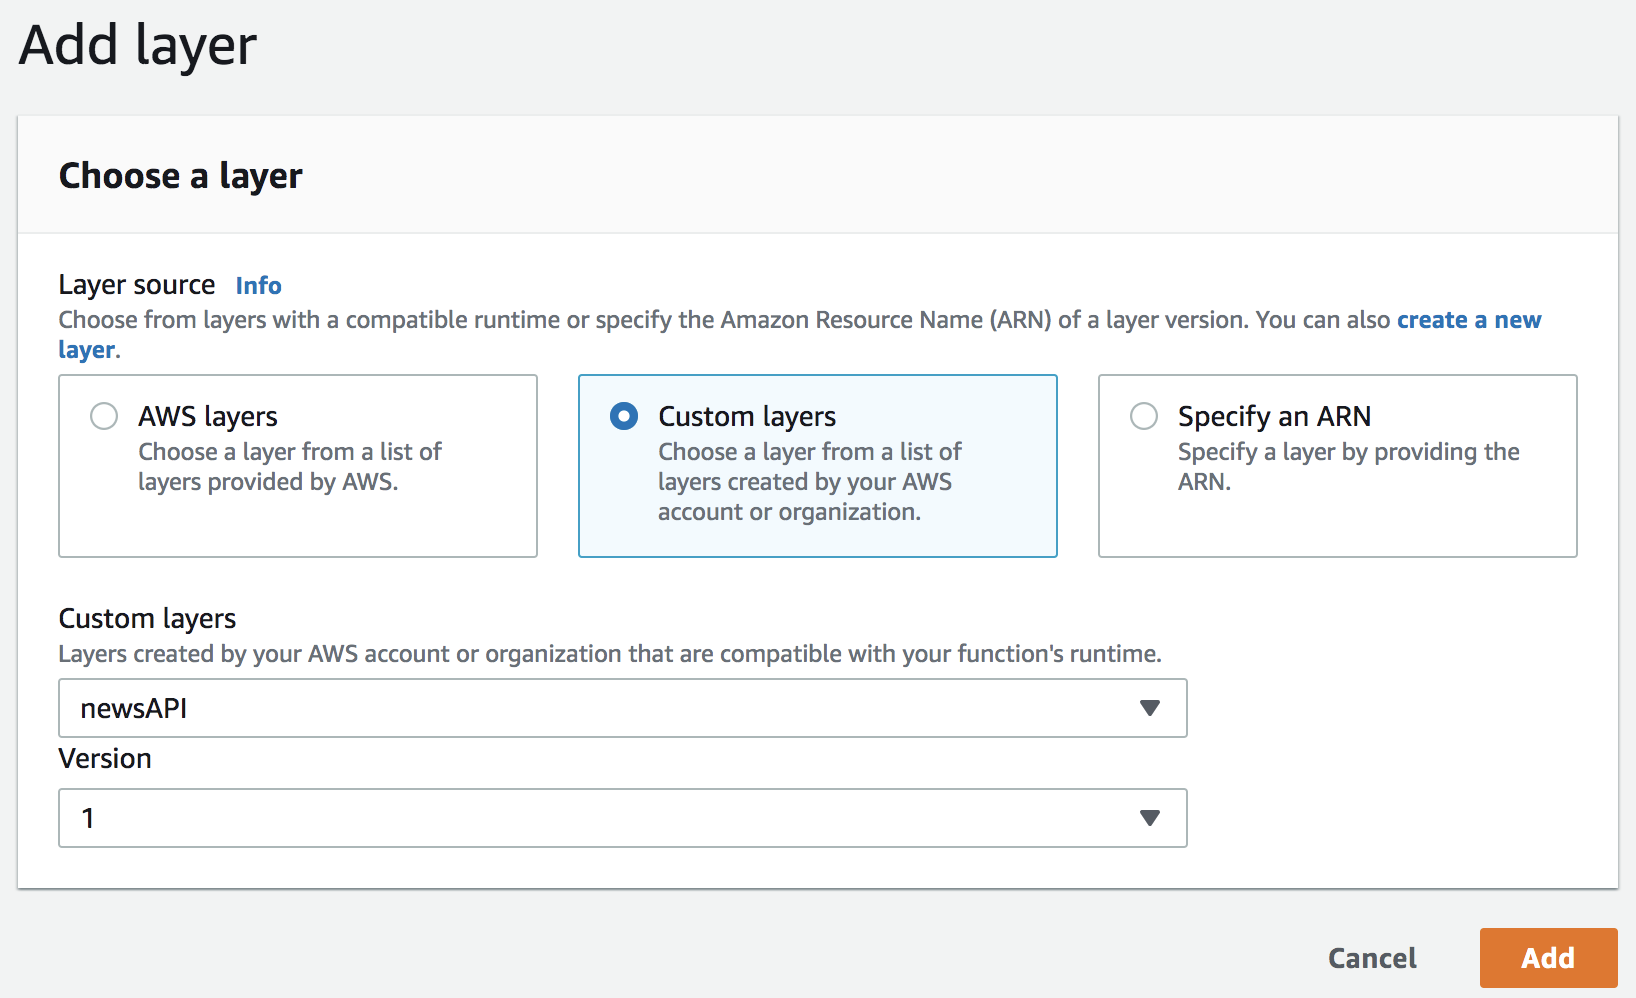 Add layer
Choose a layer
Layer source Info
Choose from layers with a compatible runtime or specify the Amazon Resource Name (ARN) of a layer version. You can also create a new
layer.
AWS layers
Choose a layer from a list of
layers provided by AWS.
Custom layers
Choose a layer from a list of
layers created by your AWS
account or organization.
Specify an ARN
Specify a layer by providing the
ARN.
Custom layers
Layers created by your AWS account or organization that are compatible with your function's runtime.
newsAPI
Version
1
Cancel Add